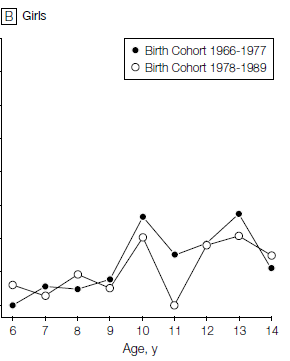 B Girls
Birth Cohort 1966-1977
Birth Cohort 1978-1989
6 7 8 9 10 11 12 13 14
Age, y